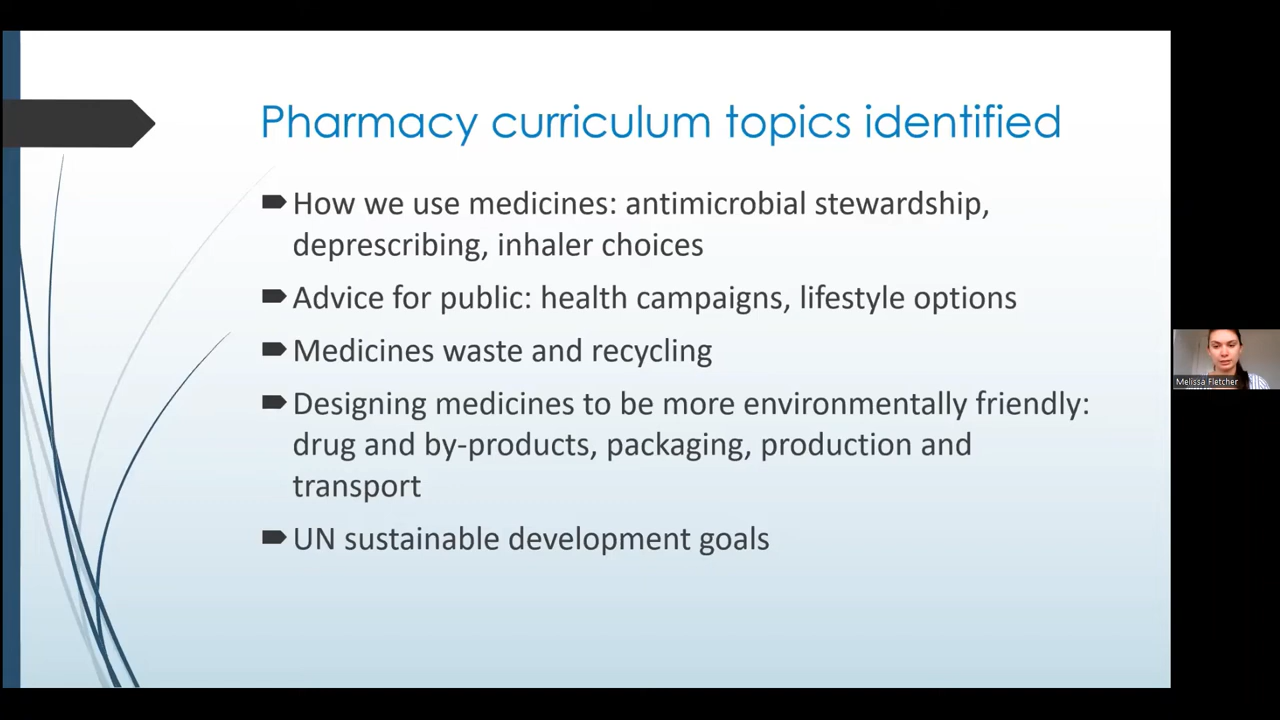 Pharmacy curriculum topics identified
How we use medicines: antimicrobial stewardship,
deprescribing, inhaler choices
Advice for public: health campaigns, lifestyle options
Medicines waste and recycling
Designing medicines to be more environmentally friendly:
drug and by-products, packaging, production and
transport
UN sustainable development goals
Melissa Fletcher